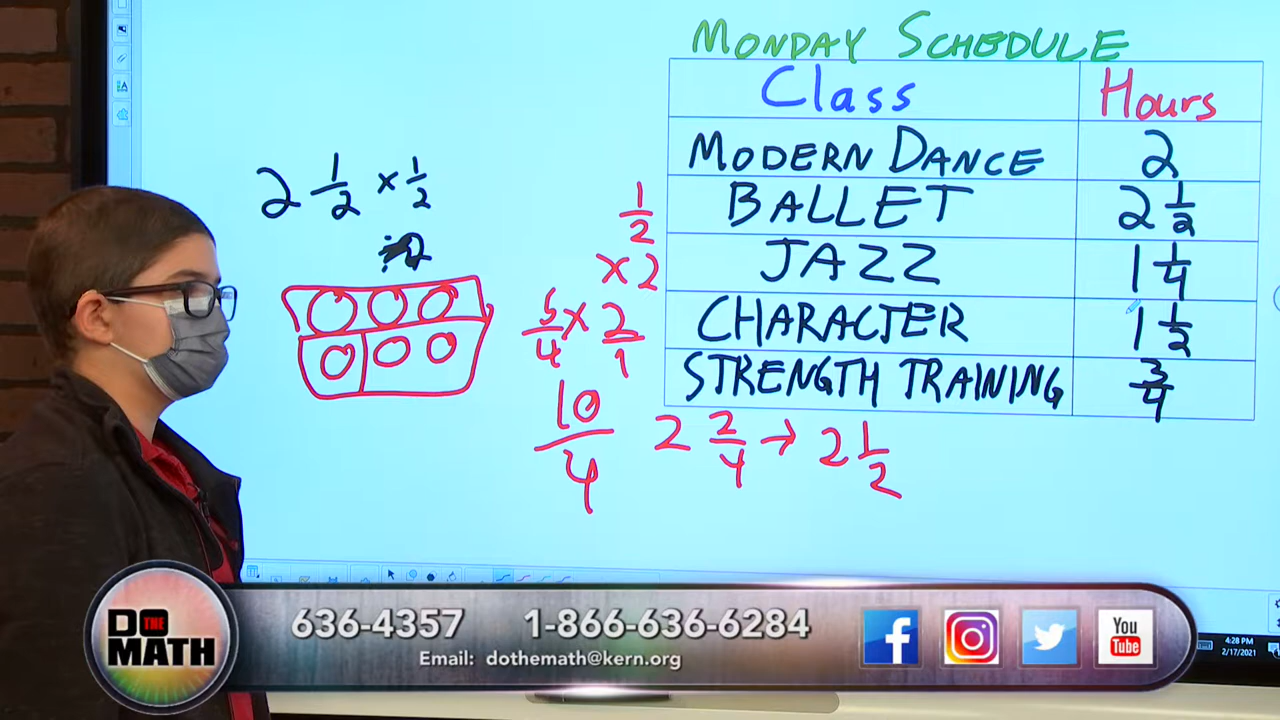 MONDAY SCHEDULE
Class Hours
MODERN DANCE 2
BALLET 2 1/2
JAZZ 1 1/4
CHARACTER 1 1/2
STRENGTH TRAINING 3/4
2 1/2 × 1/2
2
1/2
× 2
5/4 × 2/1
10/4 2 2/4 → 2 1/2
DO THE MATH
636-4357 1-866-636-6284
Email: dothemath@kern.org
f
You Tube
4:28 PM
2/17/2021